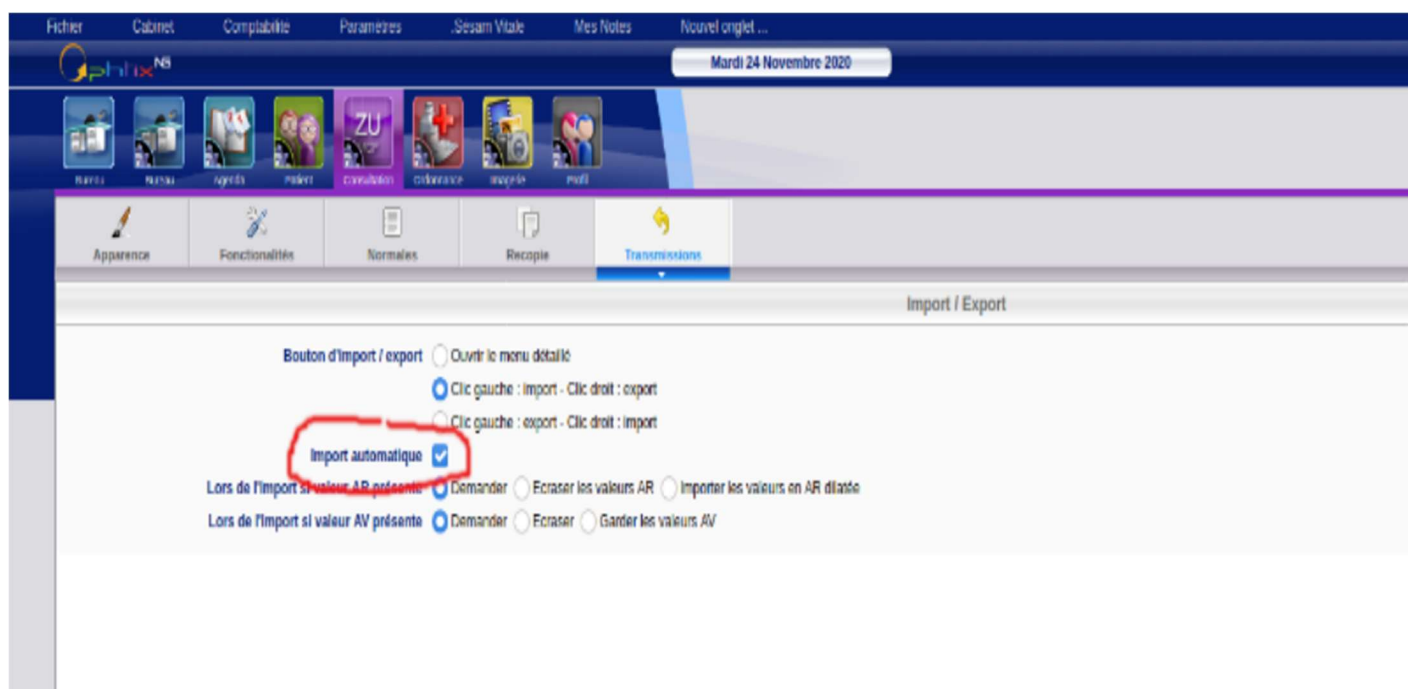 Fichier Cabinet Comptabilité Paramètres .Sesam Vitale Mes Notes Nouvel onglet ...
OphtixNG Mardi 24 Novembre 2020
ZU
Bureau Bureau Agenda Patient Consultation Ordonnance Imagerie Profil
Apparence Fonctionalités Normales Recopie Transmissions
Import / Export
Bouton d'import / export Ouvrir le menu détaillé
Clic gauche : import - Clic droit : export
Clic gauche : export - Clic droit : import
Import automatique
Lors de l'import si valeur AR présente Demander Ecraser les valeurs AR Importer les valeurs en AR dilatée
Lors de l'import si valeur AV présente Demander Ecraser Garder les valeurs AV